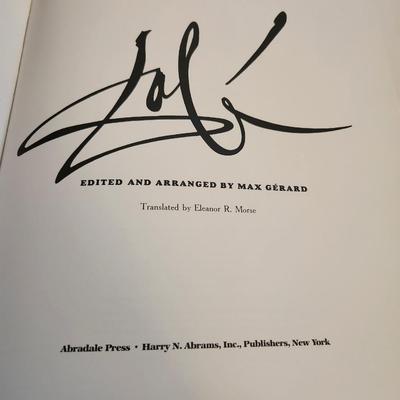 Dalí
EDITED AND ARRANGED BY MAX GÉRARD
Translated by Eleanor R. Morse
Abradale Press • Harry N. Abrams, Inc., Publishers, New York